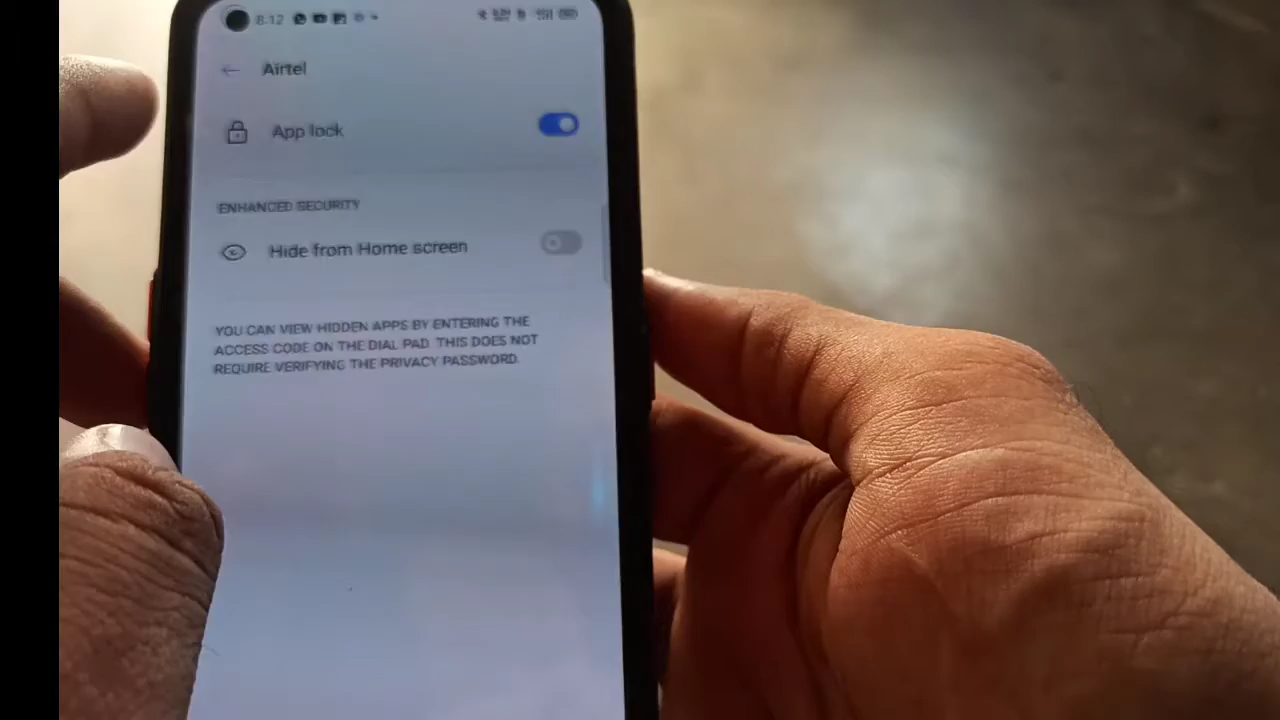 8:12
Airtel
App lock
ENHANCED SECURITY
Hide from Home screen
YOU CAN VIEW HIDDEN APPS BY ENTERING THE
ACCESS CODE ON THE DIAL PAD. THIS DOES NOT
REQUIRE VERIFYING THE PRIVACY PASSWORD.